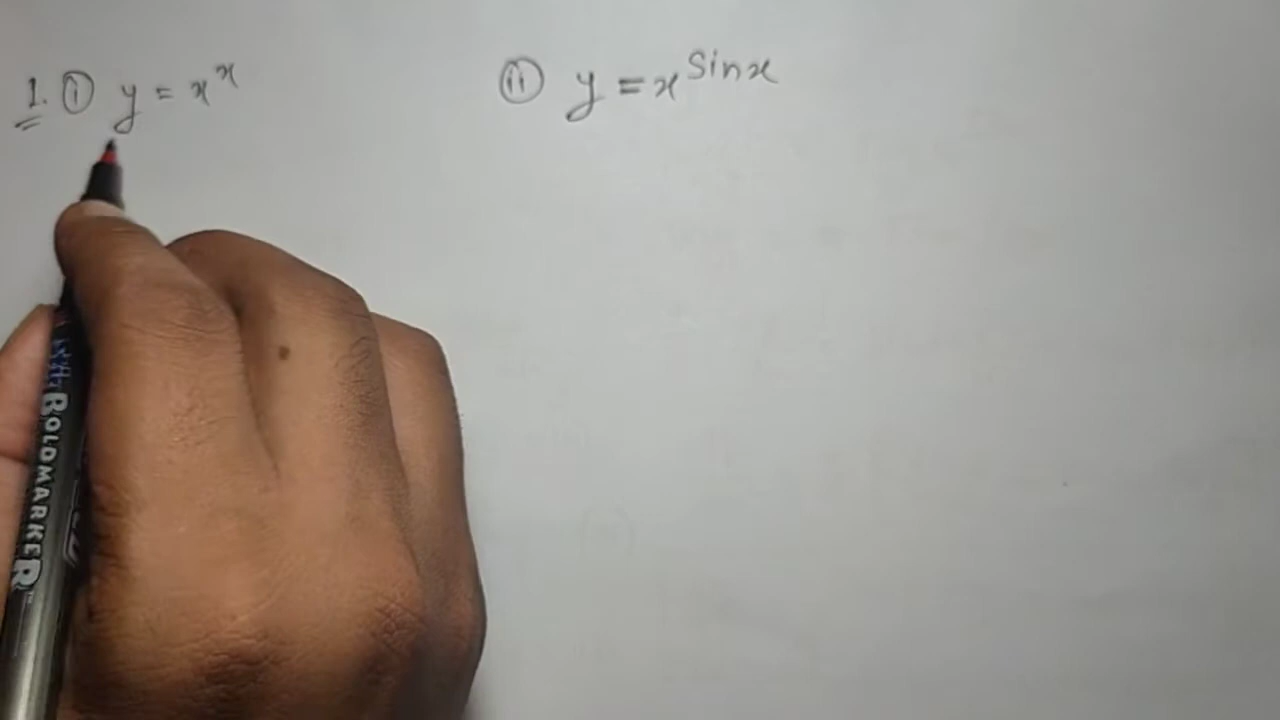 1. (i) y = x^x
(ii) y = x^Sinx
BOLDMARKER